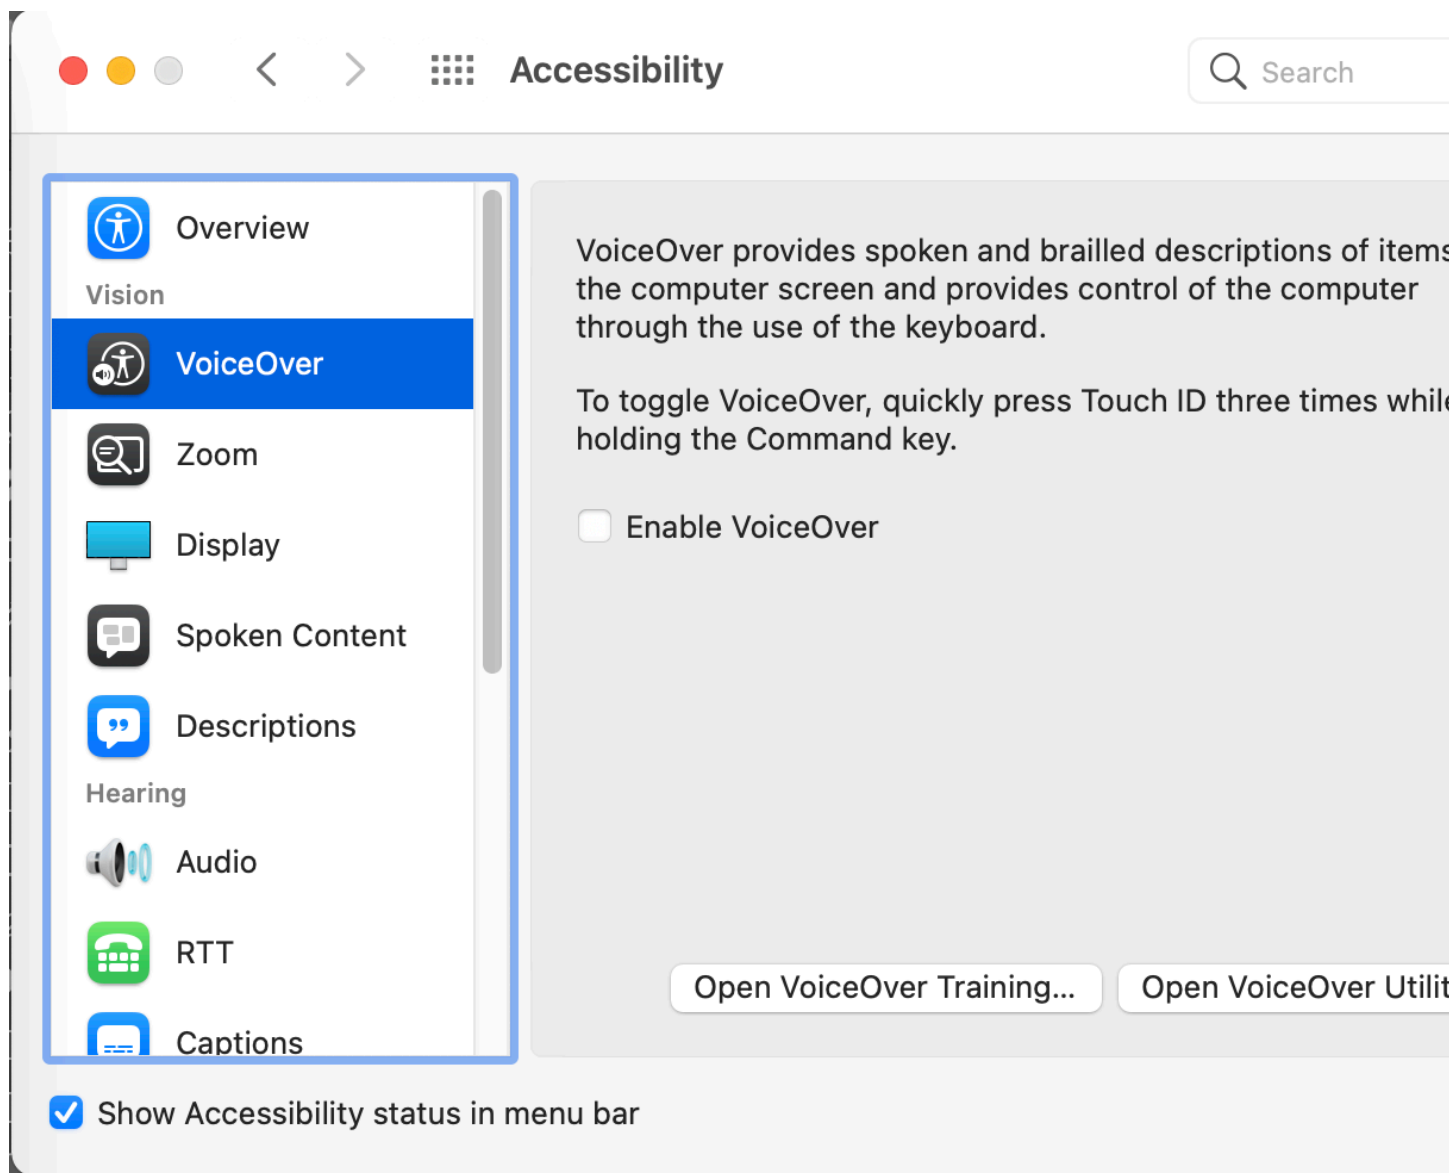 Accessibility
Search
Overview
Vision
VoiceOver
Zoom
Display
Spoken Content
Descriptions
Hearing
Audio
RTT
Captions
VoiceOver provides spoken and brailled descriptions of items
the computer screen and provides control of the computer
through the use of the keyboard.
To toggle VoiceOver, quickly press Touch ID three times while
holding the Command key.
Enable VoiceOver
Open VoiceOver Training...
Open VoiceOver Utilit
Show Accessibility status in menu bar